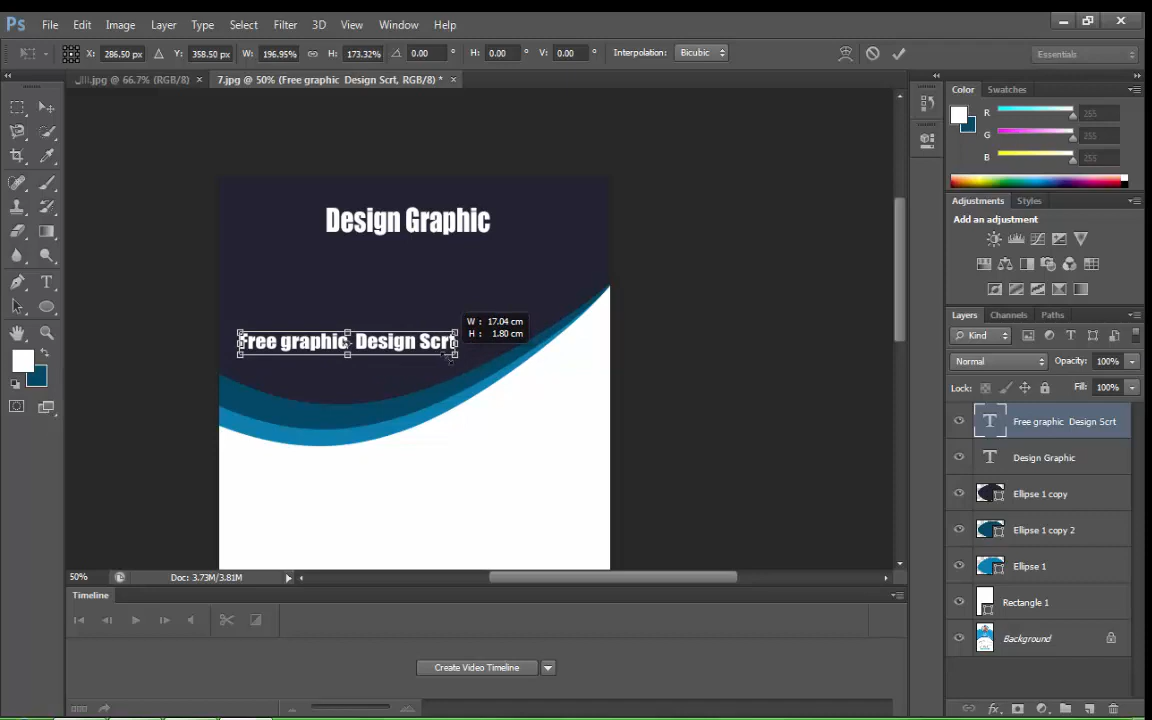 Ps File Edit Image Layer Type Select Filter 3D View Window Help
X: 286.50 px Y: 358.50 px W: 196.95% H: 173.32% 0.00 ° H: 0.00 ° V: 0.00 ° Interpolation: Bicubic Essentials
.jpg @ 66.7% (RGB/8) × 7.jpg @ 50% (Free graphic Design Scrt, RGB/8) * ×
Color Swatches
R 255
G 255
B 255
Adjustments Styles
Add an adjustment
Design Graphic
Free graphic Design Scrt
W: 17.04 cm
H: 1.80 cm
Layers Channels Paths
Kind
Normal Opacity: 100%
Lock: Fill: 100%
Free graphic Design Scrt
Design Graphic
Ellipse 1 copy
Ellipse 1 copy 2
Ellipse 1
Rectangle 1
Background
50% Doc: 3.73M/3.81M
Timeline
Create Video Timeline